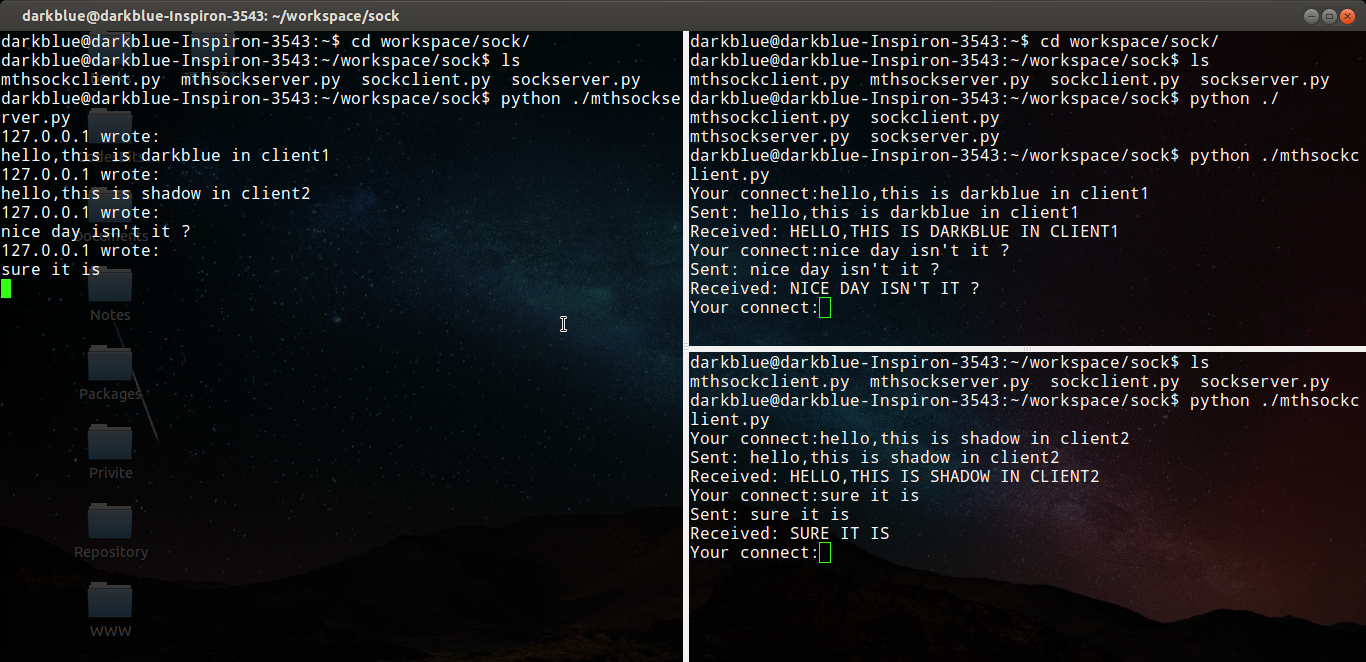 darkblue@darkblue-Inspiron-3543: ~/workspace/sock
darkblue@darkblue-Inspiron-3543:~$ cd workspace/sock/
darkblue@darkblue-Inspiron-3543:~/workspace/sock$ ls
mthsockclient.py  mthsockserver.py  sockclient.py  sockserver.py
darkblue@darkblue-Inspiron-3543:~/workspace/sock$ python ./mthsockse
rver.py
127.0.0.1 wrote:
hello,this is darkblue in client1
127.0.0.1 wrote:
hello,this is shadow in client2
127.0.0.1 wrote:
nice day isn't it ?
127.0.0.1 wrote:
sure it is
Documents
Notes
Packages
Privite
Repository
WWW
darkblue@darkblue-Inspiron-3543:~$ cd workspace/sock/
darkblue@darkblue-Inspiron-3543:~/workspace/sock$ ls
mthsockclient.py  mthsockserver.py  sockclient.py  sockserver.py
darkblue@darkblue-Inspiron-3543:~/workspace/sock$ python ./
mthsockclient.py  sockclient.py
mthsockserver.py  sockserver.py
darkblue@darkblue-Inspiron-3543:~/workspace/sock$ python ./mthsockc
lient.py
Your connect:hello,this is darkblue in client1
Sent: hello,this is darkblue in client1
Received: HELLO,THIS IS DARKBLUE IN CLIENT1
Your connect:nice day isn't it ?
Sent: nice day isn't it ?
Received: NICE DAY ISN'T IT ?
Your connect:
darkblue@darkblue-Inspiron-3543:~/workspace/sock$ ls
mthsockclient.py  mthsockserver.py  sockclient.py  sockserver.py
darkblue@darkblue-Inspiron-3543:~/workspace/sock$ python ./mthsockc
lient.py
Your connect:hello,this is shadow in client2
Sent: hello,this is shadow in client2
Received: HELLO,THIS IS SHADOW IN CLIENT2
Your connect:sure it is
Sent: sure it is
Received: SURE IT IS
Your connect: